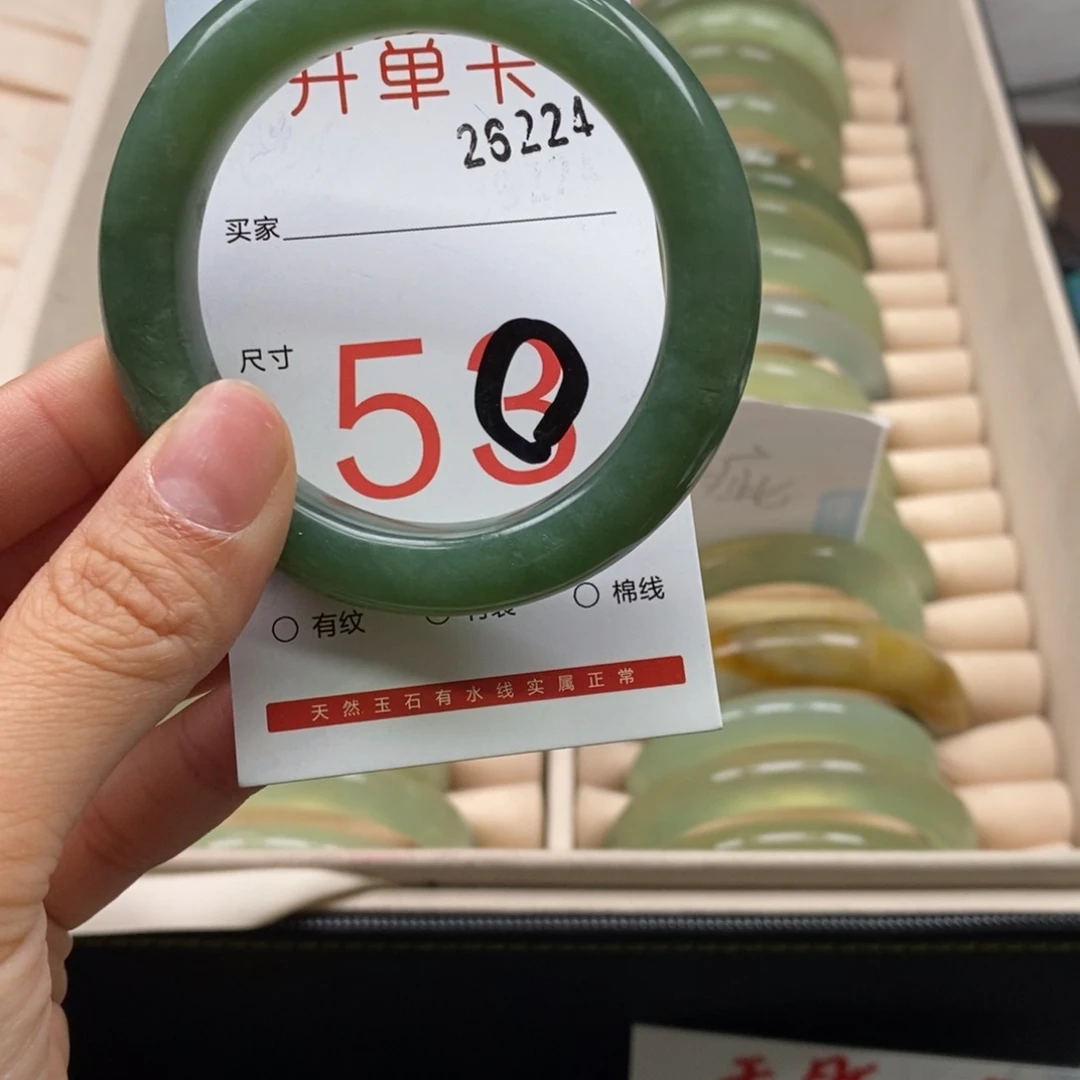 开单卡
26224
买家
尺寸
50
有纹 棉线
天然玉石有水线实属正常